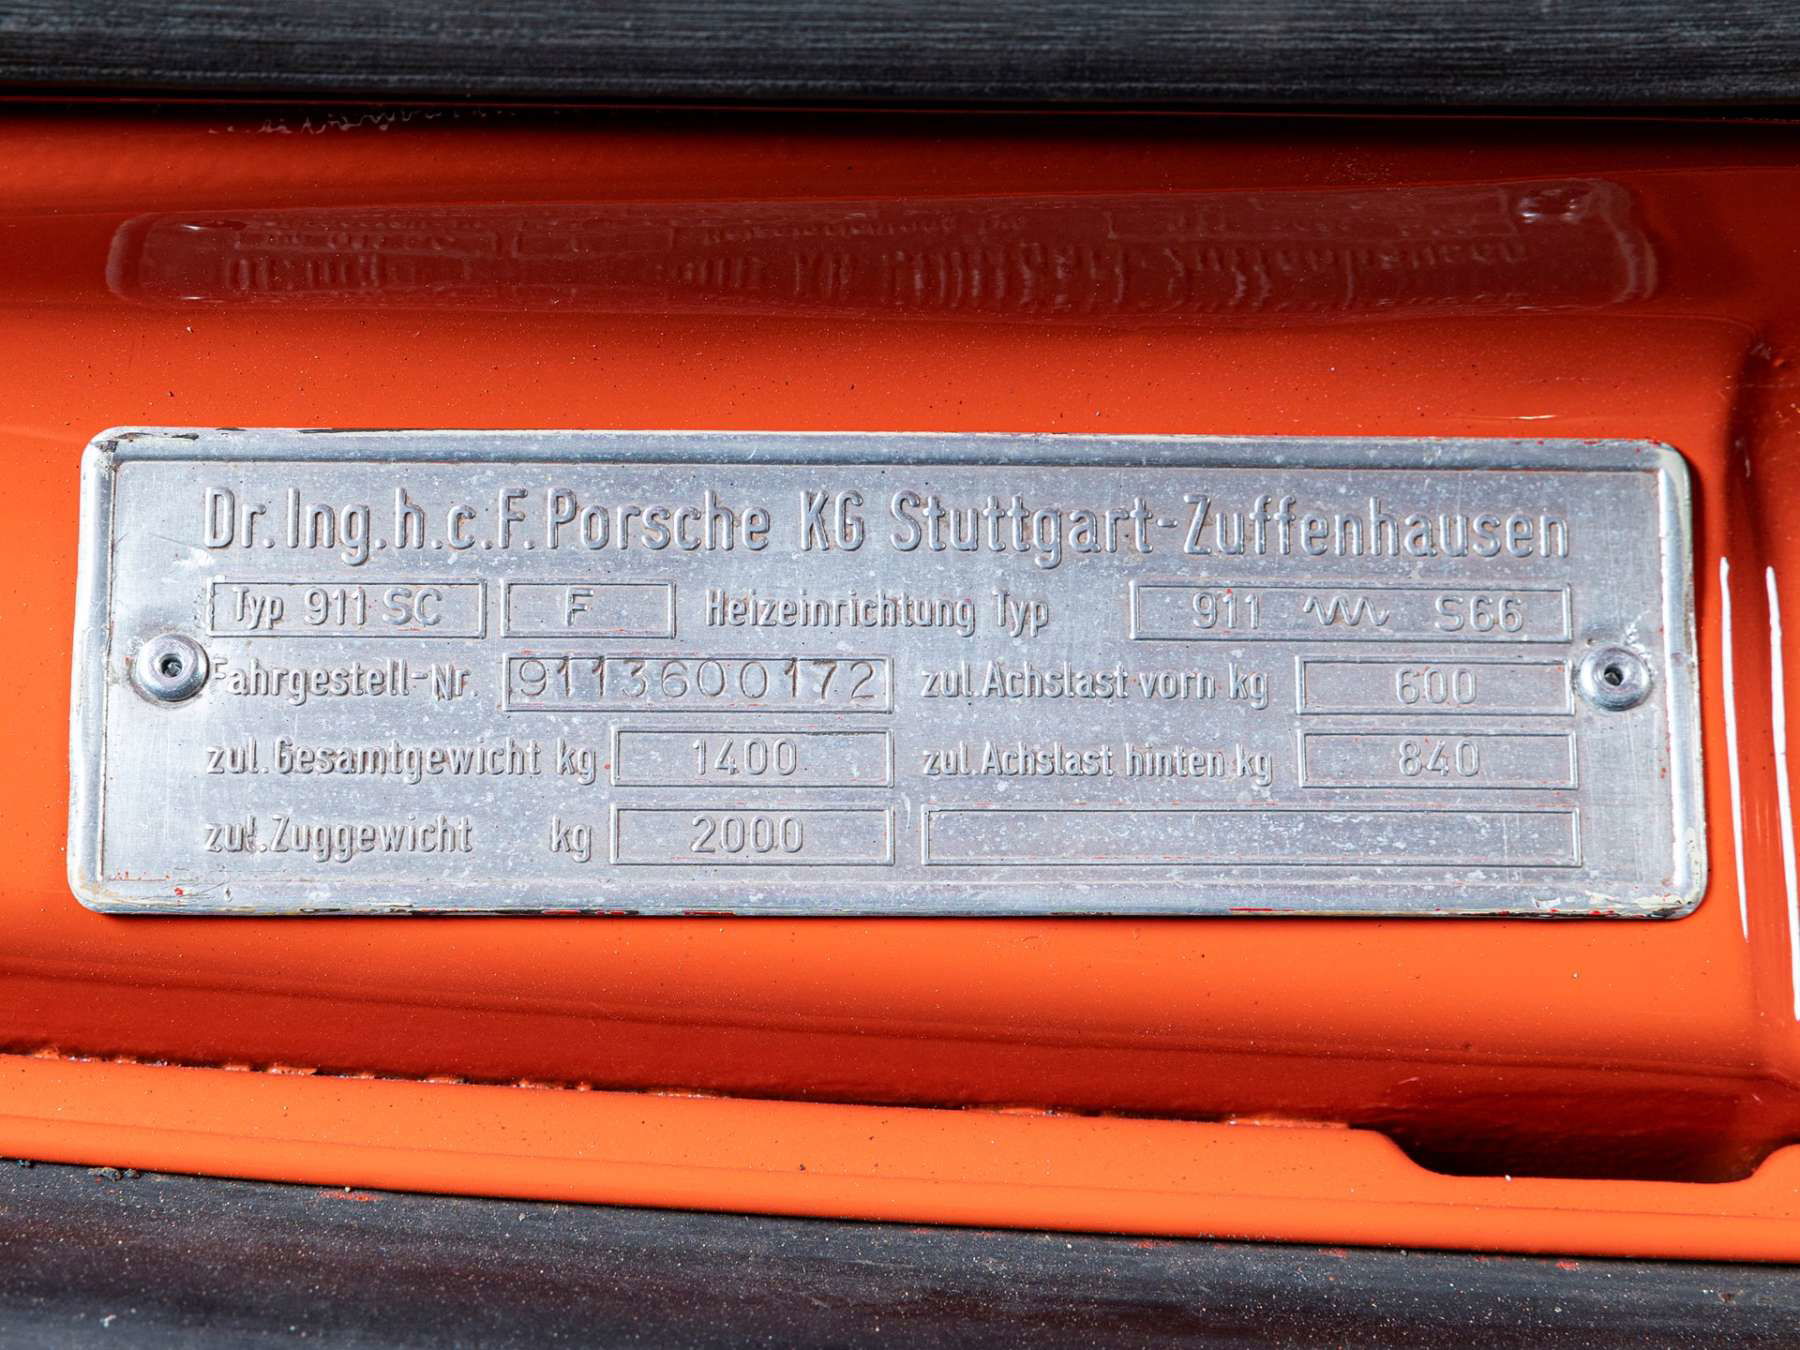 Dr. Ing. h.c. F. Porsche KG Stuttgart-Zuffenhausen
Typ 911 SC F Heizeinrichtung Typ 911 S66
Fahrgestell-Nr. 9113600172 zul. Achslast vorn kg 600
zul. Gesamtgewicht kg 1400 zul. Achslast hinten kg 840
zul. Zuggewicht kg 2000